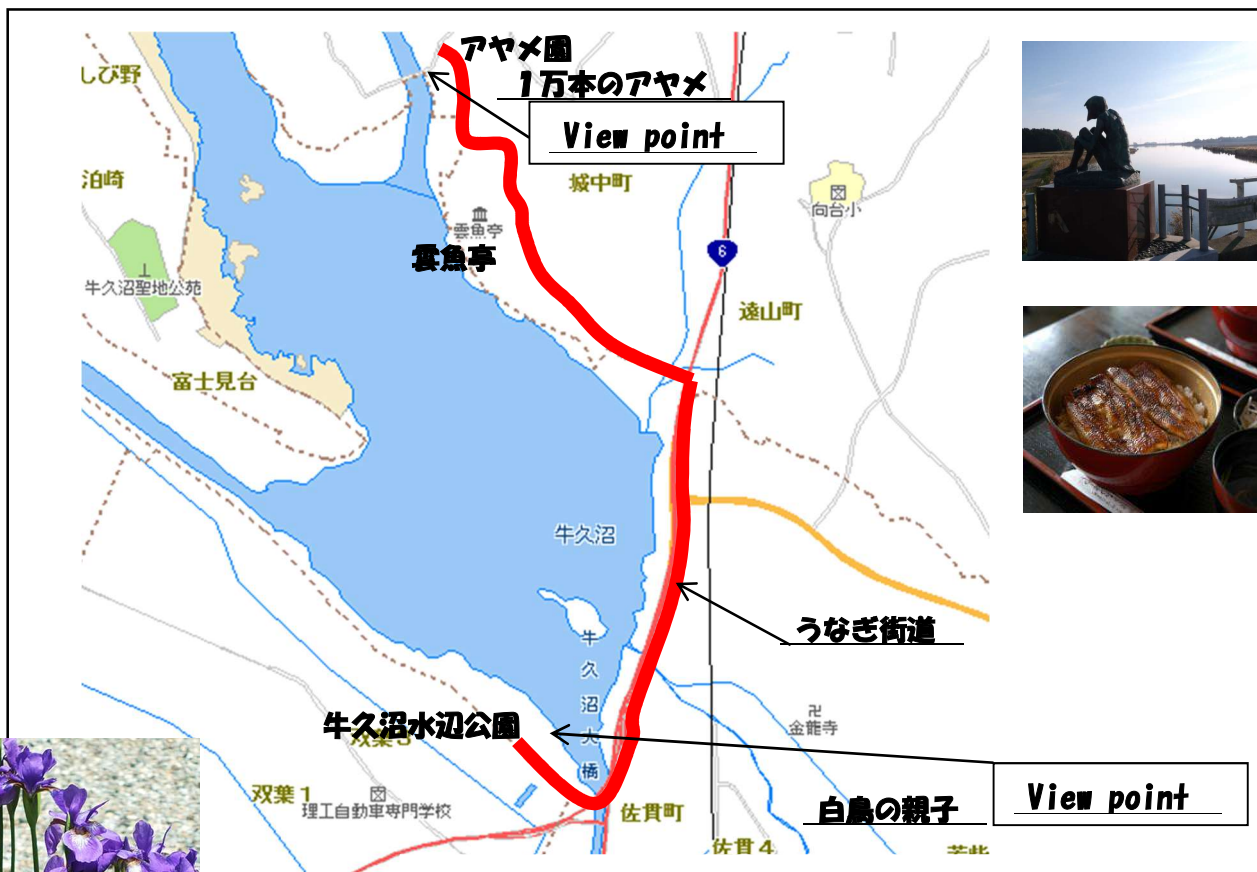 アヤメ園
1万本のアヤメ
しび野
View point
泊崎
城中町
向台小
雲魚亭
雲魚亭
6
牛久沼聖地公苑
遠山町
富士見台
牛久沼
うなぎ街道
牛久沼大橋
卍
金龍寺
牛久沼水辺公園
双葉3
双葉1
理工自動車専門学校
佐貫町
白鳥の親子
View point
佐貫4
若柴